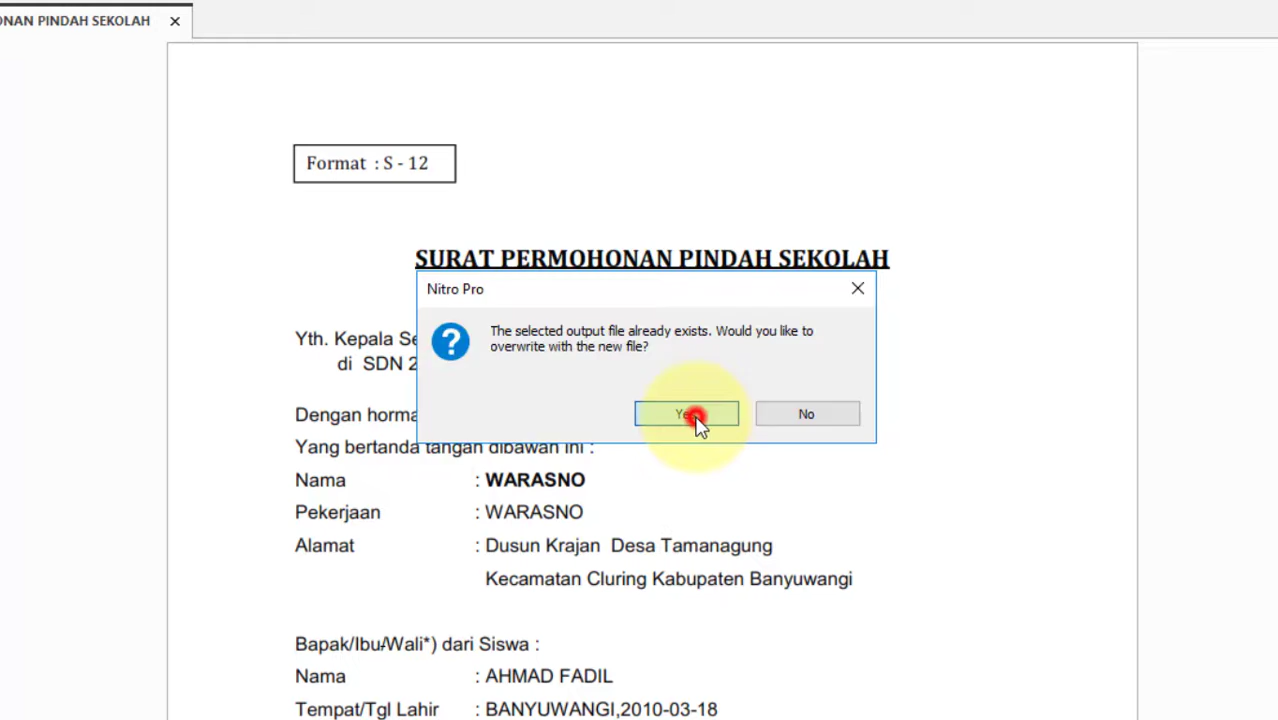 ONAN PINDAH SEKOLAH
Format : S - 12
SURAT PERMOHONAN PINDAH SEKOLAH
Nitro Pro
The selected output file already exists. Would you like to
overwrite with the new file?
Yes
No
Yth. Kepala Se
di SDN 2
Dengan horma
Yang bertanda tangan dibawah ini :
Nama : WARASNO
Pekerjaan : WARASNO
Alamat : Dusun Krajan Desa Tamanagung
Kecamatan Cluring Kabupaten Banyuwangi
Bapak/Ibu/Wali*) dari Siswa :
Nama : AHMAD FADIL
Tempat/Tgl Lahir : BANYUWANGI,2010-03-18